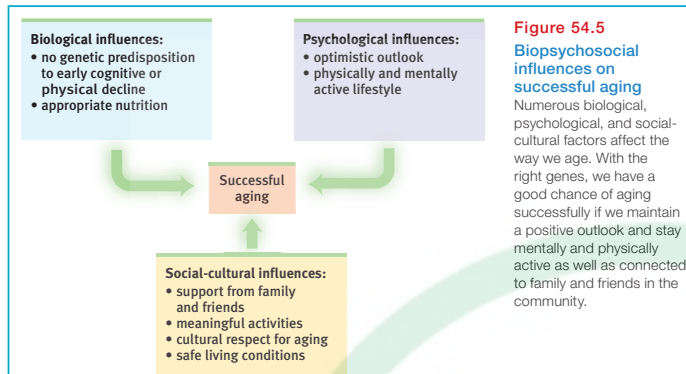 Biological influences:
• no genetic predisposition
to early cognitive or
physical decline
• appropriate nutrition
Psychological influences:
• optimistic outlook
• physically and mentally
active lifestyle
Successful
aging
Social-cultural influences:
• support from family
and friends
• meaningful activities
• cultural respect for aging
• safe living conditions
Figure 54.5
Biopsychosocial
influences on
successful aging
Numerous biological,
psychological, and social-
cultural factors affect the
way we age. With the
right genes, we have a
good chance of aging
successfully if we maintain
a positive outlook and stay
mentally and physically
active as well as connected
to family and friends in the
community.